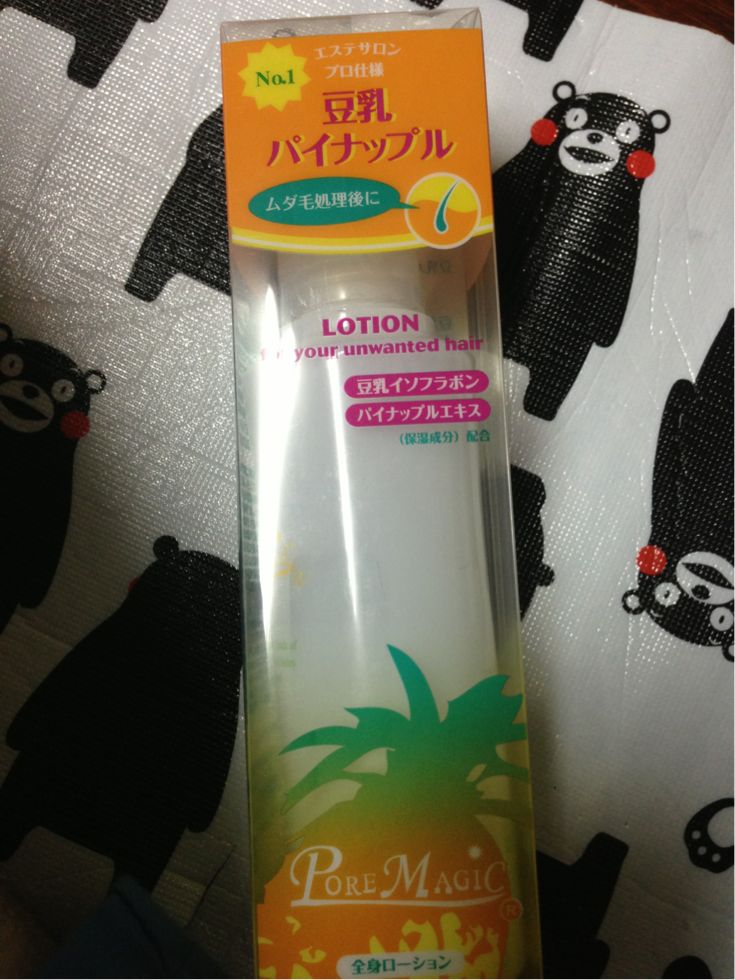 No.1
エステサロン
プロ仕様
豆乳
パイナップル
ムダ毛処理後に
LOTION
for your unwanted hair
豆乳イソフラボン
パイナップルエキス
(保湿成分) 配合
PORE MAGIC
®
全身ローション